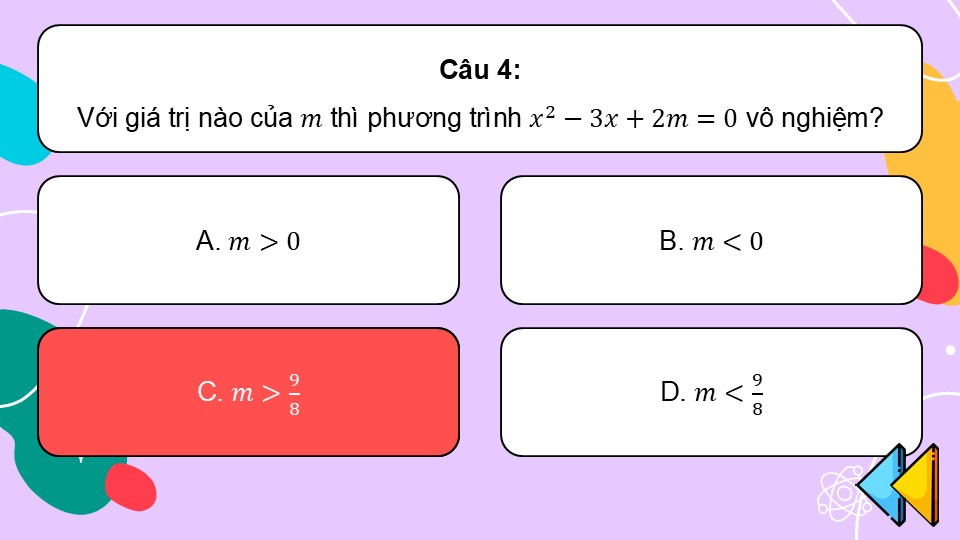 Câu 4:
Với giá trị nào của 𝑚 thì phương trình 𝑥² − 3𝑥 + 2𝑚 = 0 vô nghiệm?
A. 𝑚 > 0
B. 𝑚 < 0
C. 𝑚 > 9/8
D. 𝑚 < 9/8